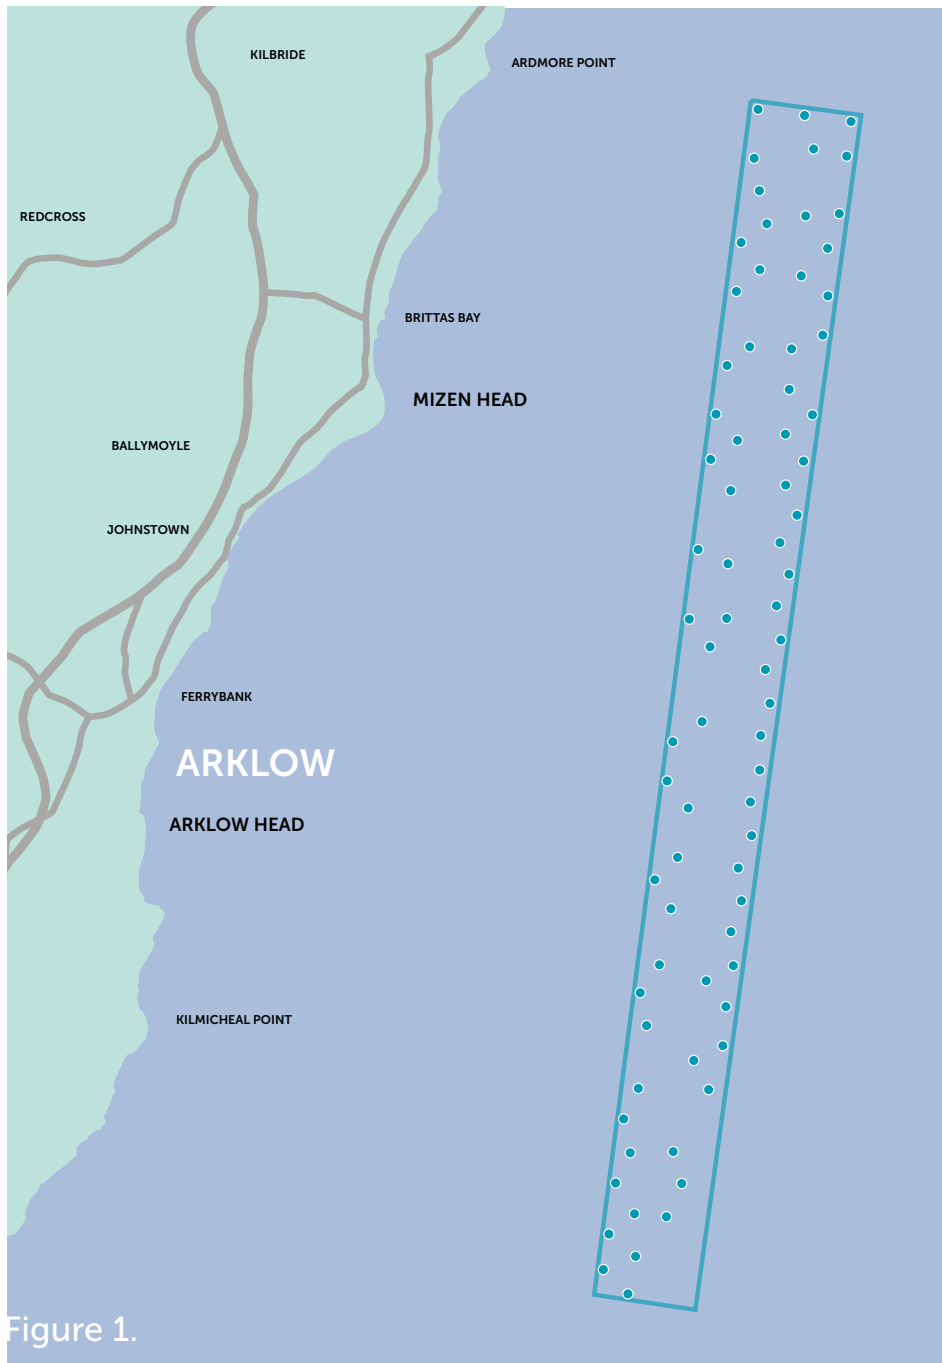 KILBRIDE
ARDMORE POINT
REDCROSS
BRITTAS BAY
MIZEN HEAD
BALLYMOYLE
JOHNSTOWN
FERRYBANK
ARKLOW
ARKLOW HEAD
KILMICHEAL POINT
Figure 1.